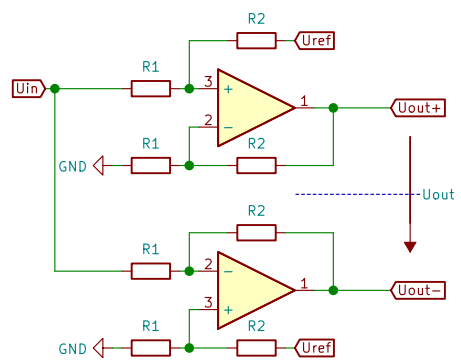 R2
Uref
R1
Uin
3
+
1
Uout+
2
−
R1
R2
GND
Uout
R2
R1
2
−
1
Uout−
3
+
R1
R2
GND
Uref